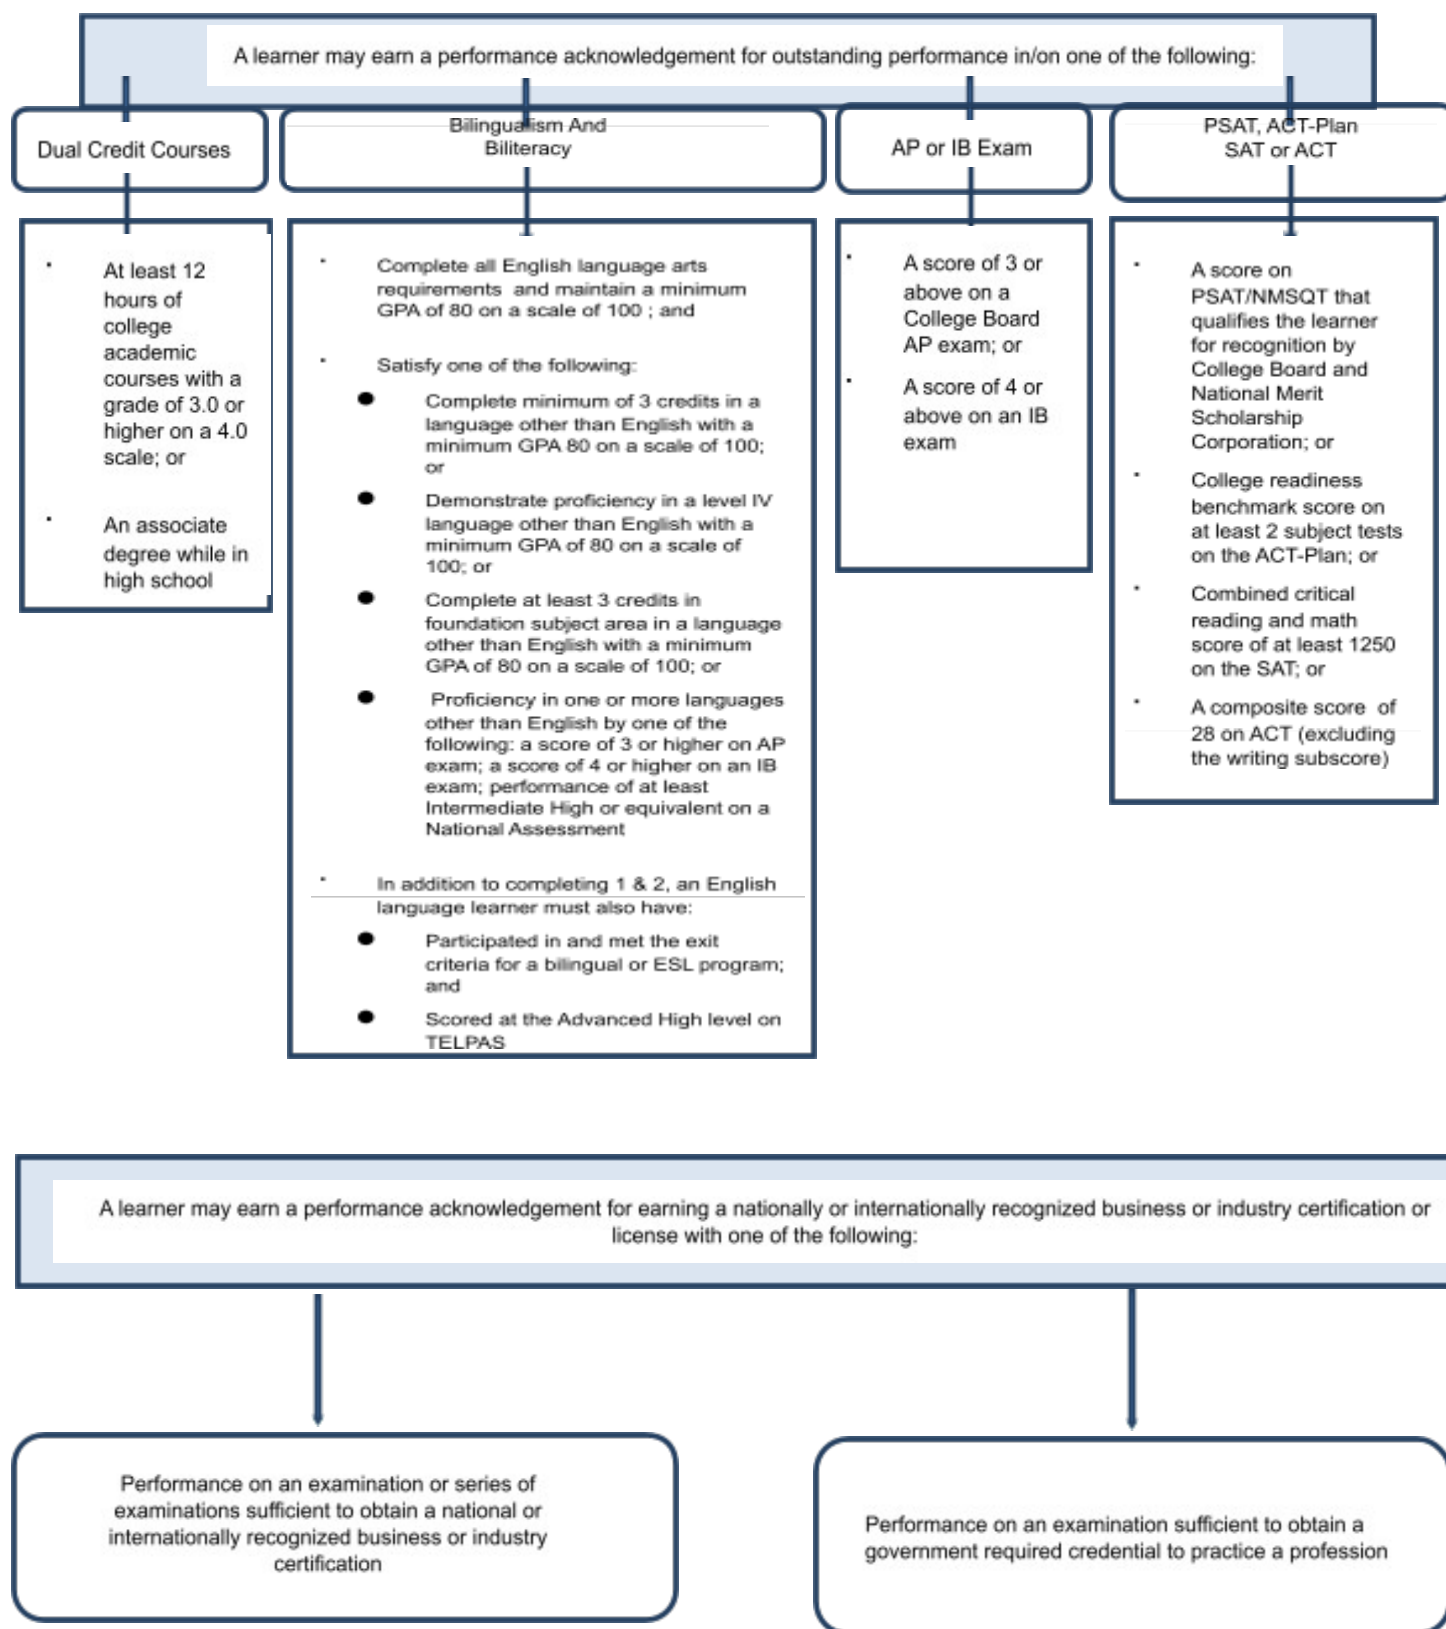 A learner may earn a performance acknowledgement for outstanding performance in/on one of the following:
Dual Credit Courses
Bilingualism And
Biliteracy
AP or IB Exam
PSAT, ACT-Plan
SAT or ACT
· At least 12
hours of
college
academic
courses with a
grade of 3.0 or
higher on a 4.0
scale; or
· An associate
degree while in
high school
· Complete all English language arts
requirements and maintain a minimum
GPA of 80 on a scale of 100 ; and
· Satisfy one of the following:
● Complete minimum of 3 credits in a
language other than English with a
minimum GPA 80 on a scale of 100;
or
● Demonstrate proficiency in a level IV
language other than English with a
minimum GPA of 80 on a scale of
100; or
● Complete at least 3 credits in
foundation subject area in a language
other than English with a minimum
GPA of 80 on a scale of 100; or
● Proficiency in one or more languages
other than English by one of the
following: a score of 3 or higher on AP
exam; a score of 4 or higher on an IB
exam; performance of at least
Intermediate High or equivalent on a
National Assessment
· In addition to completing 1 & 2, an English
language learner must also have:
● Participated in and met the exit
criteria for a bilingual or ESL program;
and
● Scored at the Advanced High level on
TELPAS
· A score of 3 or
above on a
College Board
AP exam; or
· A score of 4 or
above on an IB
exam
· A score on
PSAT/NMSQT that
qualifies the learner
for recognition by
College Board and
National Merit
Scholarship
Corporation; or
· College readiness
benchmark score on
at least 2 subject tests
on the ACT-Plan; or
· Combined critical
reading and math
score of at least 1250
on the SAT; or
· A composite score of
28 on ACT (excluding
the writing subscore)
A learner may earn a performance acknowledgement for earning a nationally or internationally recognized business or industry certification or
license with one of the following:
Performance on an examination or series of
examinations sufficient to obtain a national or
internationally recognized business or industry
certification
Performance on an examination sufficient to obtain a
government required credential to practice a profession